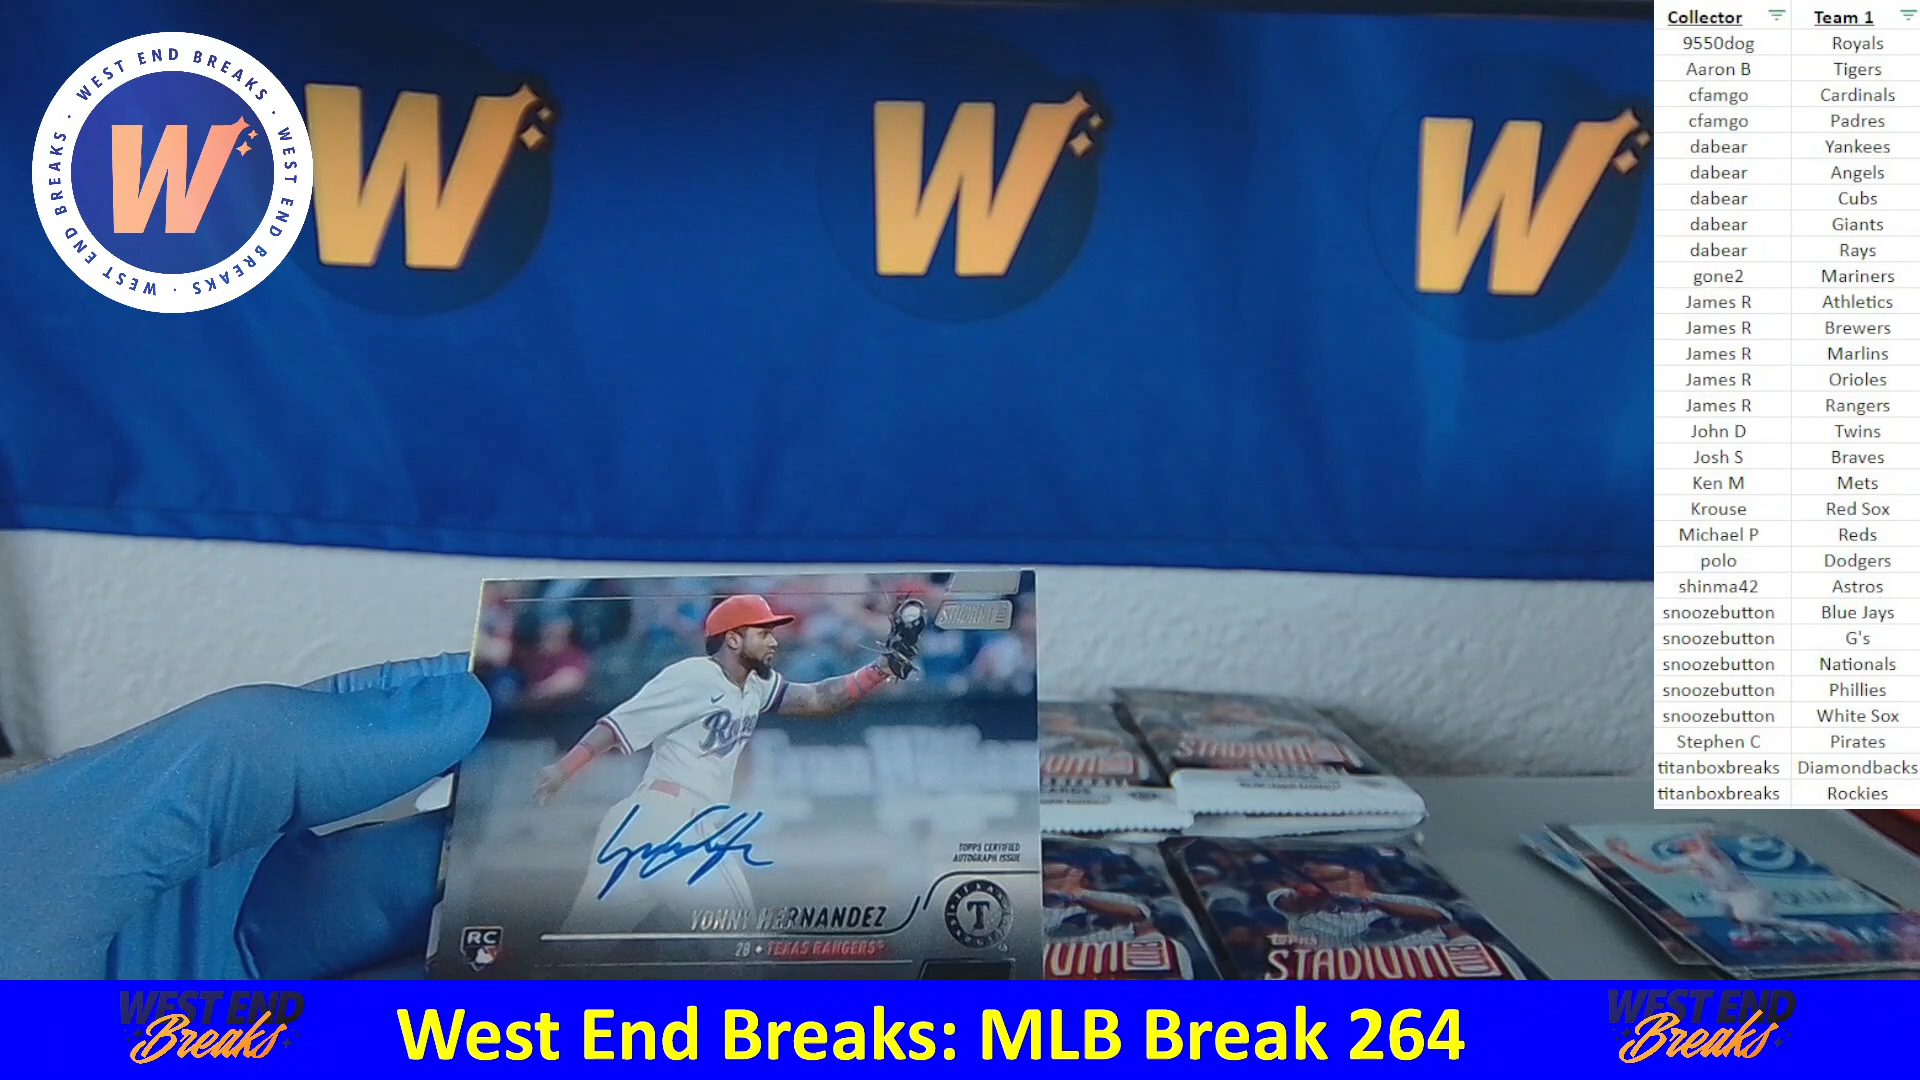 WEST END BREAKS · WEST END BREAKS · WEST END BREAKS ·
W
W
W
W
Collector Team 1
9550dog Royals
Aaron B Tigers
cfamgo Cardinals
cfamgo Padres
dabear Yankees
dabear Angels
dabear Cubs
dabear Giants
dabear Rays
gone2 Mariners
James R Athletics
James R Brewers
James R Marlins
James R Orioles
James R Rangers
John D Twins
Josh S Braves
Ken M Mets
Krouse Red Sox
Michael P Reds
polo Dodgers
shinma42 Astros
snoozebutton Blue Jays
snoozebutton G's
snoozebutton Nationals
snoozebutton Phillies
snoozebutton White Sox
Stephen C Pirates
titanboxbreaks Diamondbacks
titanboxbreaks Rockies
TOPPS CERTIFIED
AUTOGRAPH ISSUE
YONNY HERNANDEZ
RC
28 • TEXAS RANGERS
T
STADIUM
STADIUM CLUB
WEST END
Breaks
West End Breaks: MLB Break 264
WEST END
Breaks